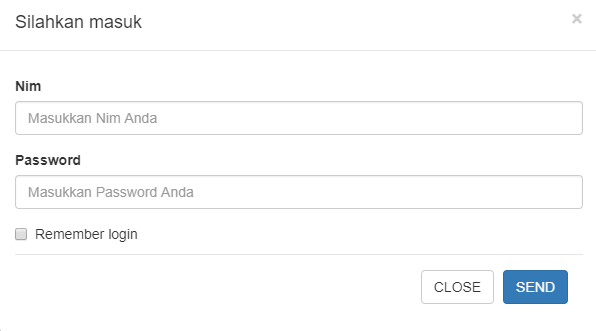 Silahkan masuk ×
Nim
Masukkan Nim Anda
Password
Masukkan Password Anda
Remember login
CLOSE SEND